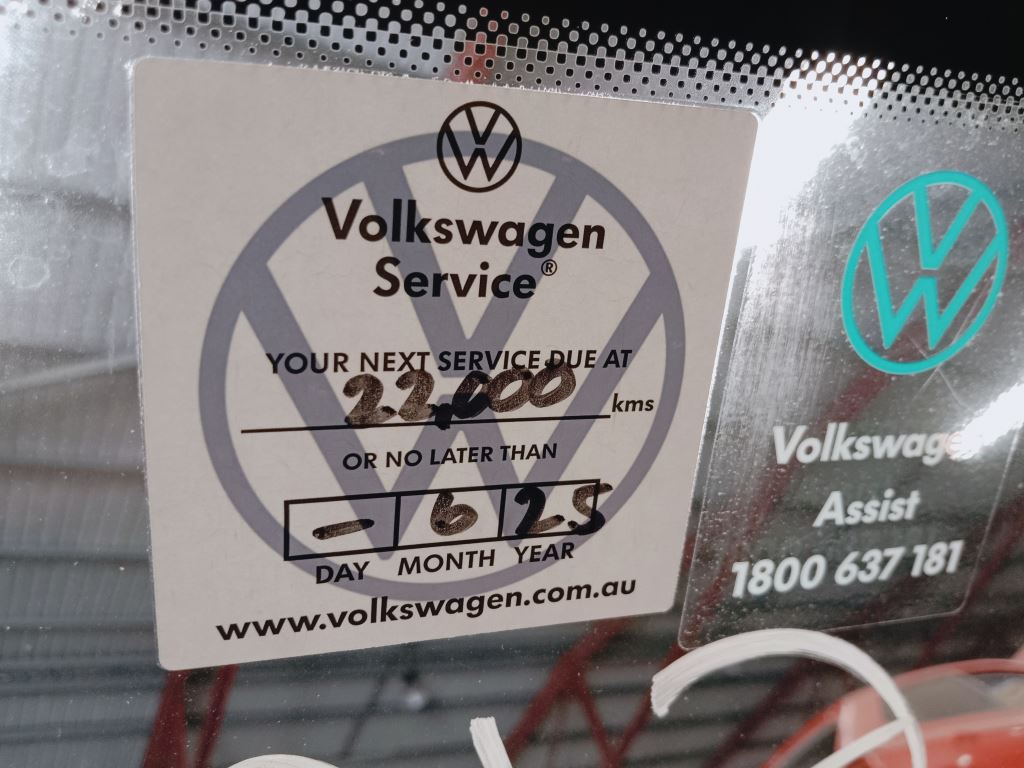 Volkswagen
Service®
YOUR NEXT SERVICE DUE AT
22,000 kms
OR NO LATER THAN
- 6 25
DAY MONTH YEAR
www.volkswagen.com.au
Volkswagen
Assist
1800 637 181